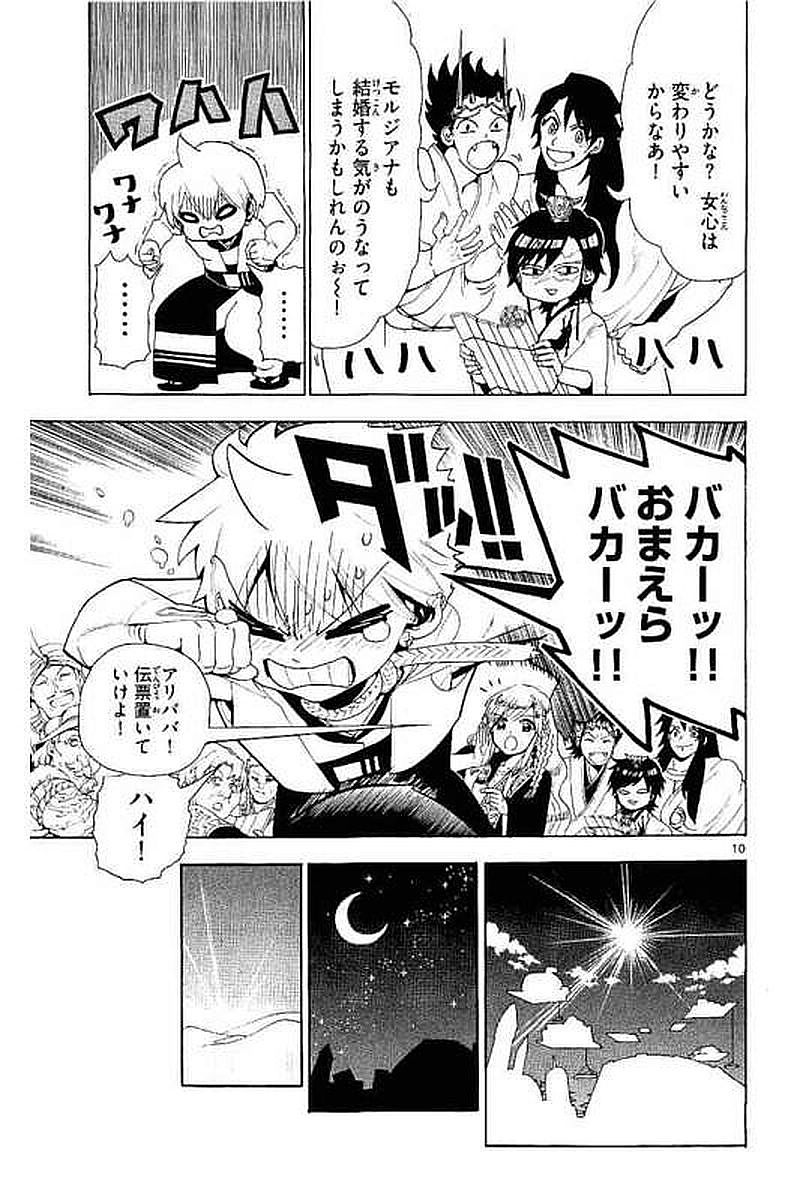 どうかな？女心は
変わりやすい
からなあ！
モルジアナも
結婚する気がのうなって
しまうかもしれんのぉ〜！
ハハ
ハハ
ワハハハ
ワナ
ワナ
……
……
バカーッ！！
おまえら
バカーッ！！
ダッ！！
アリババ！
伝票置いて
いけよ！
ハイ！
10